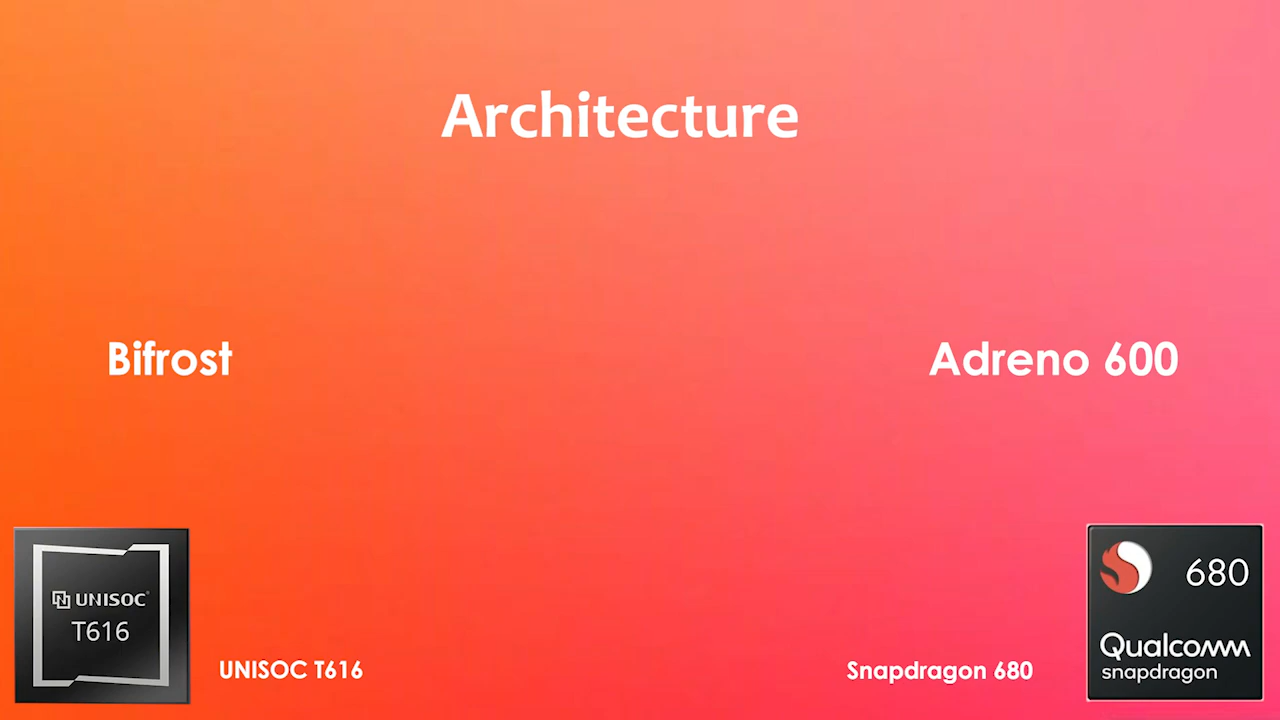 Architecture
Bifrost
Adreno 600
UNISOC
T616
UNISOC T616
Snapdragon 680
680
Qualcomm
snapdragon